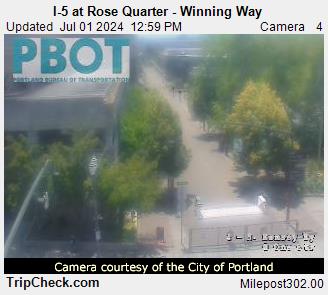 I-5 at Rose Quarter - Winning Way
Updated Jul 01 2024 12:59 PM Camera 4
PBOT
PORTLAND BUREAU OF TRANSPORTATION
Camera courtesy of the City of Portland
TripCheck.com Milepost302.00